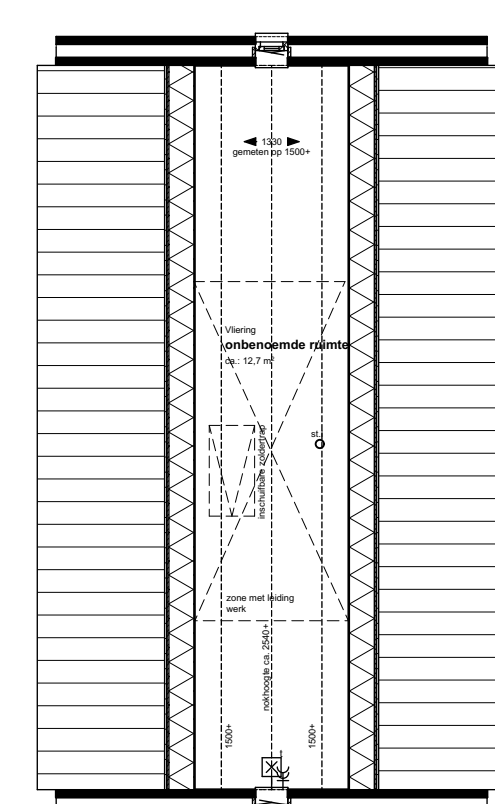 1330
gemeten op 1500+
Vliering
onbenoemde ruimte
ca.: 12,7 m²
st.
inschuifbare zoldertrap
zone met leiding
werk
nokhoogte ca. 2540+
1500+
1500+